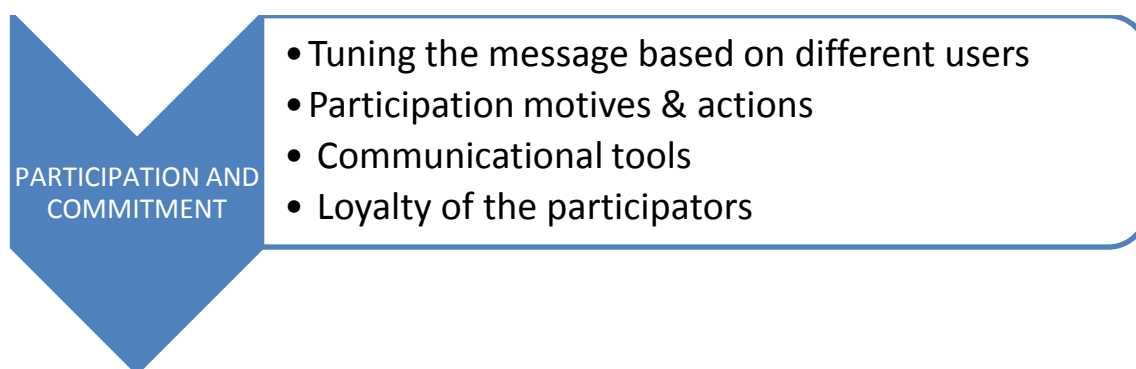 PARTICIPATION AND
COMMITMENT
•Tuning the message based on different users
•Participation motives & actions
• Communicational tools
• Loyalty of the participators